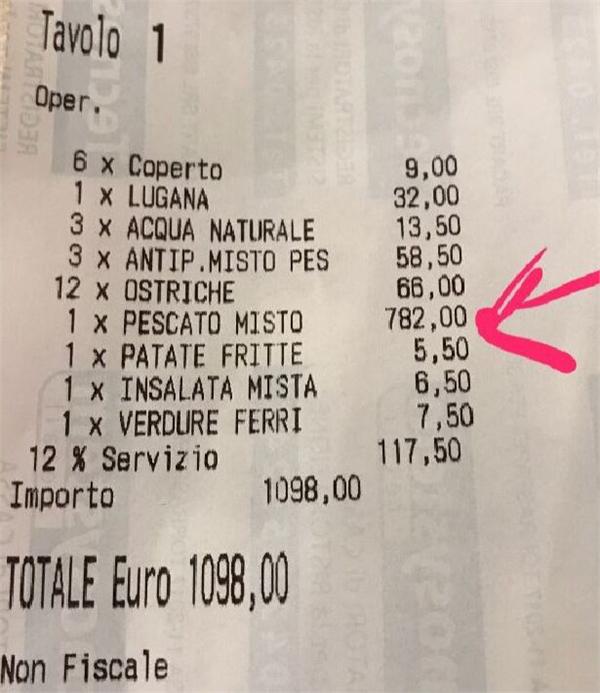 Tavolo 1
Oper.
6 x Coperto 9,00
1 x LUGANA 32,00
3 x ACQUA NATURALE 13,50
3 x ANTIP.MISTO PES 58,50
12 x OSTRICHE 66,00
1 x PESCATO MISTO 782,00
1 x PATATE FRITTE 5,50
1 x INSALATA MISTA 6,50
1 x VERDURE FERRI 7,50
12 % Servizio 117,50
Importo 1098,00
TOTALE Euro 1098,00
Non Fiscale